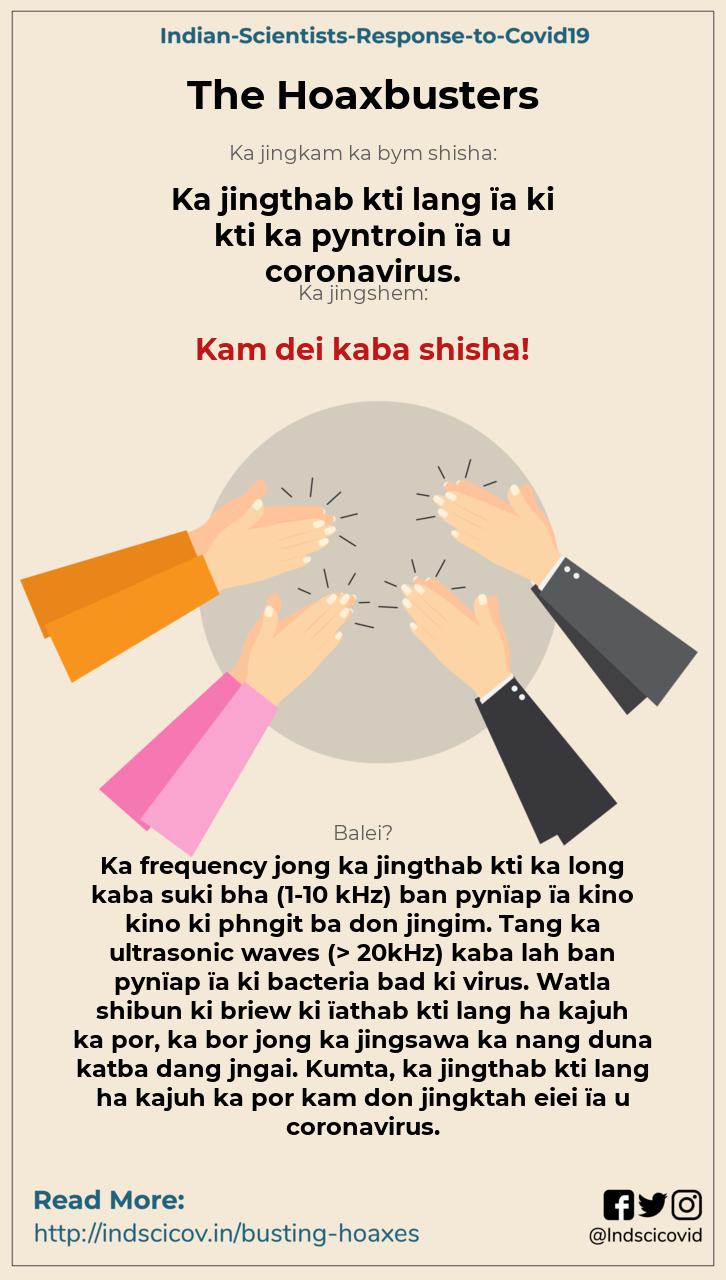 Indian-Scientists-Response-to-Covid19
The Hoaxbusters
Ka jingkam ka bym shisha:
Ka jingthab kti lang ïa ki
kti ka pyntroin ïa u
coronavirus.
Ka jingshem:
Kam dei kaba shisha!
Balei?
Ka frequency jong ka jingthab kti ka long
kaba suki bha (1-10 kHz) ban pynïap ïa kino
kino ki phngit ba don jingim. Tang ka
ultrasonic waves (> 20kHz) kaba lah ban
pynïap ïa ki bacteria bad ki virus. Watla
shibun ki briew ki ïathab kti lang ha kajuh
ka por, ka bor jong ka jingsawa ka nang duna
katba dang jngai. Kumta, ka jingthab kti lang
ha kajuh ka por kam don jingktah eiei ïa u
coronavirus.
Read More:
http://indscicov.in/busting-hoaxes
@Indscicovid